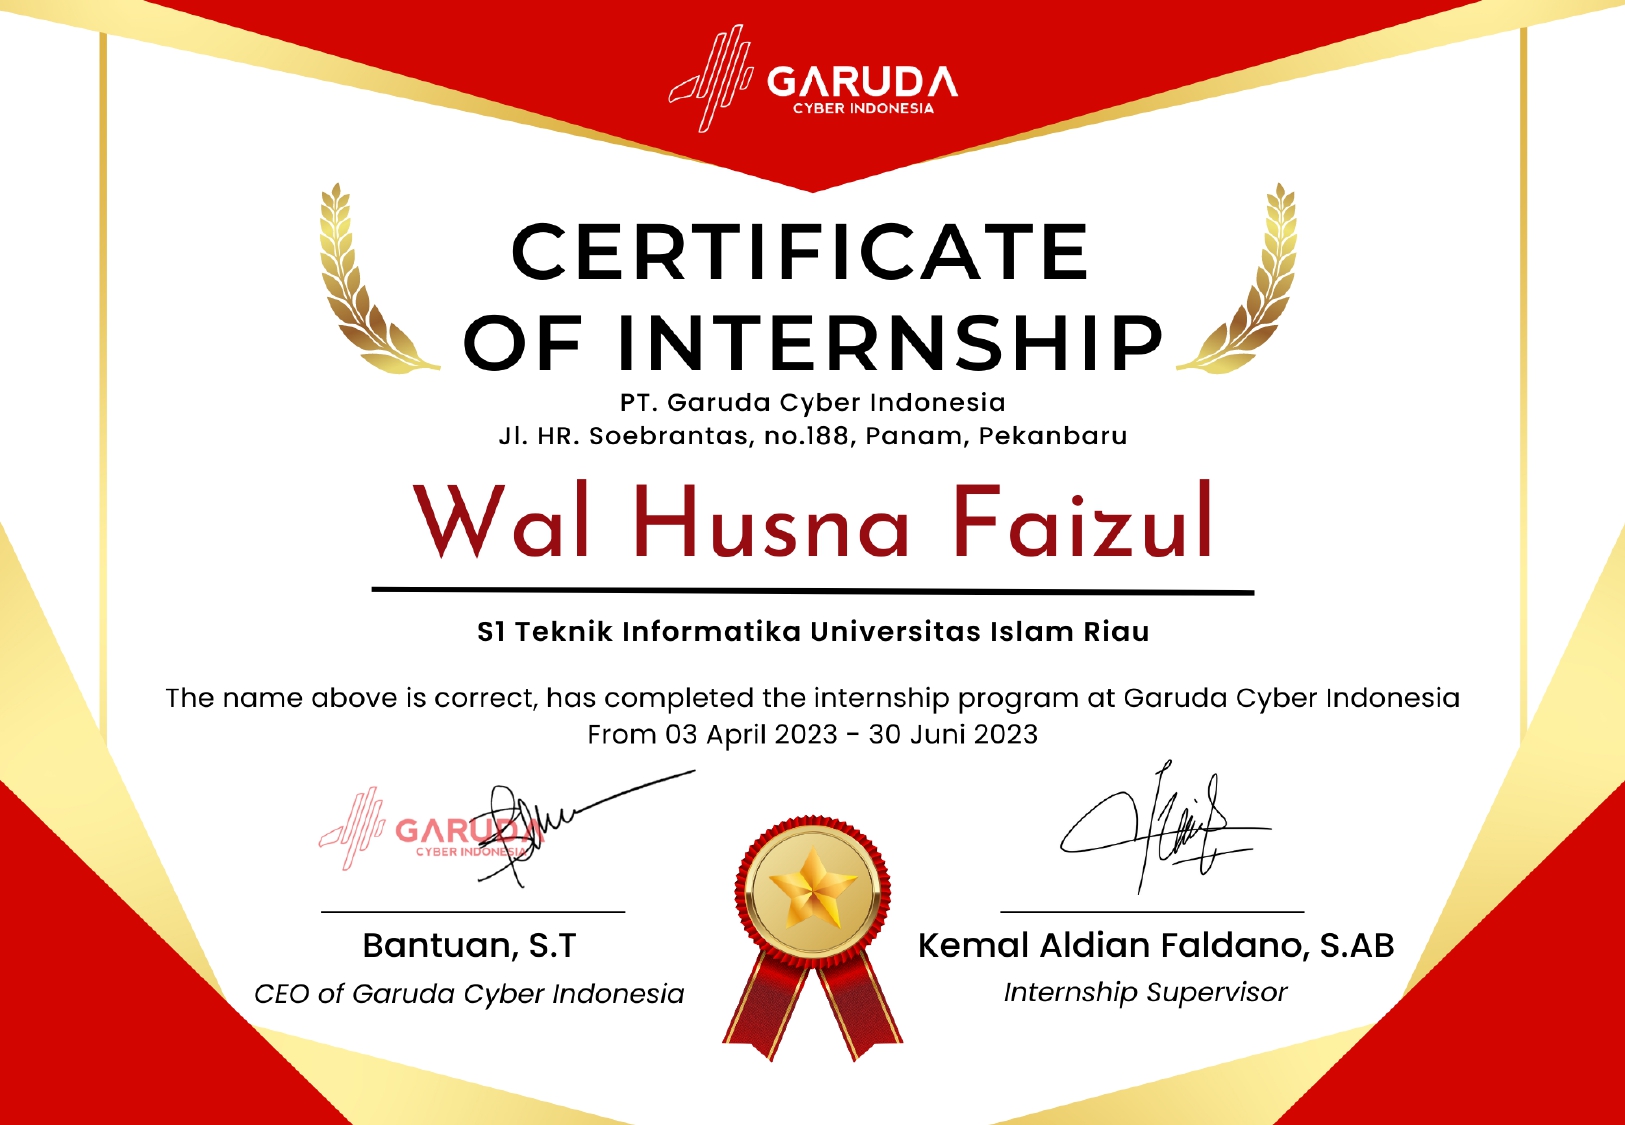 GARUDA
CYBER INDONESIA
CERTIFICATE
OF INTERNSHIP
PT. Garuda Cyber Indonesia
Jl. HR. Soebrantas, no.188, Panam, Pekanbaru
Wal Husna Faizul
S1 Teknik Informatika Universitas Islam Riau
The name above is correct, has completed the internship program at Garuda Cyber Indonesia
From 03 April 2023 - 30 Juni 2023
GARUDA
CYBER INDONESIA
Bantuan, S.T
CEO of Garuda Cyber Indonesia
Kemal Aldian Faldano, S.AB
Internship Supervisor